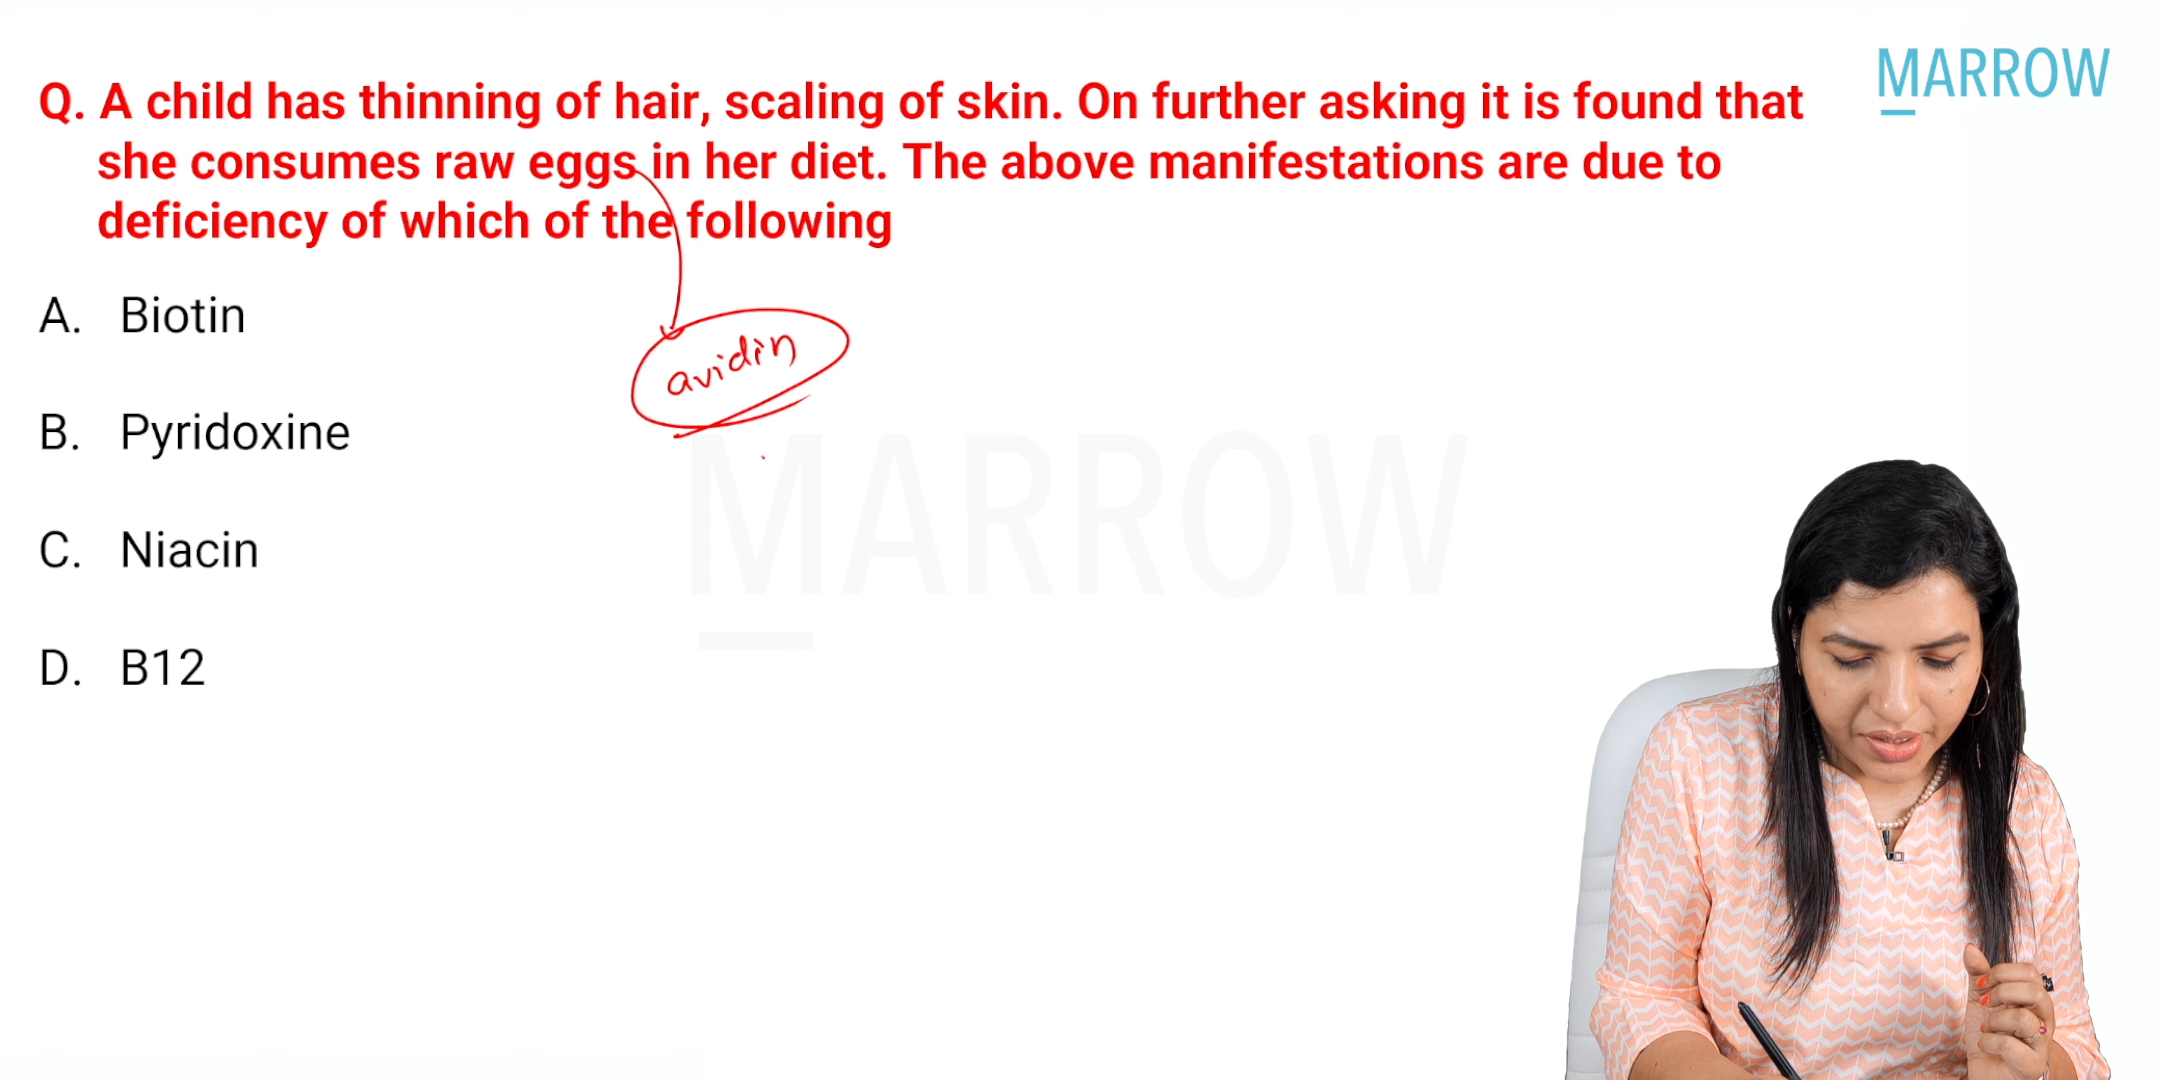 MARROW
Q. A child has thinning of hair, scaling of skin. On further asking it is found that
she consumes raw eggs in her diet. The above manifestations are due to
deficiency of which of the following
A. Biotin
avidin
B. Pyridoxine
MARROW
C. Niacin
D. B12